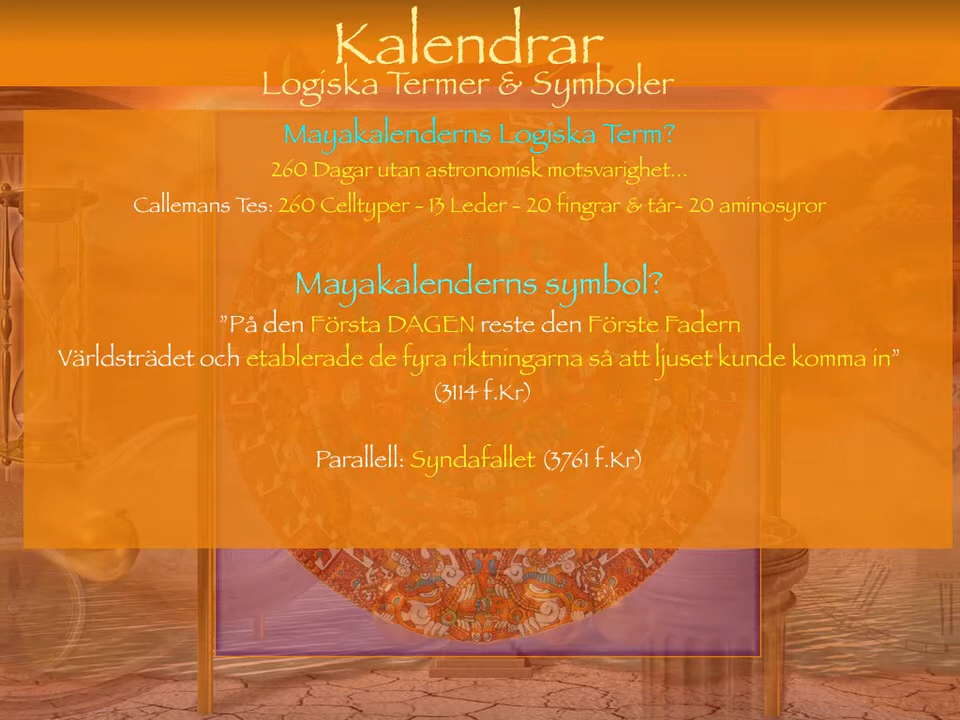 Kalendrar
Logiska Termer & Symboler
Mayakalenderns Logiska Term?
260 Dagar utan astronomisk motsvarighet...
Callemans Tes: 260 Celltyper - 13 Leder - 20 fingrar & tår- 20 aminosyror
Mayakalenderns symbol?
”På den Första DAGEN reste den Förste Fadern
Världsträdet och etablerade de fyra riktningarna så att ljuset kunde komma in”
(3114 f.Kr)
Parallell: Syndafallet (3761 f.Kr)